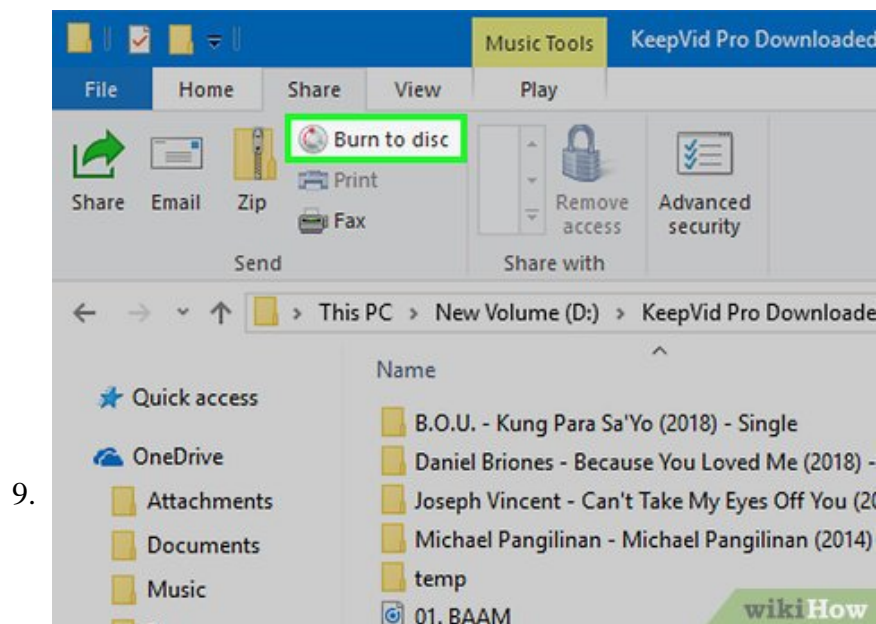 Music Tools KeepVid Pro Downloaded
File Home Share View Play
Burn to disc
Print
Fax
Share Email Zip
Remove access
Advanced security
Send Share with
This PC > New Volume (D:) > KeepVid Pro Downloade
Name
Quick access
B.O.U. - Kung Para Sa'Yo (2018) - Single
OneDrive
Daniel Briones - Because You Loved Me (2018) -
9.
Attachments
Joseph Vincent - Can't Take My Eyes Off You (20
Documents
Michael Pangilinan - Michael Pangilinan (2014)
Music
temp
01. BAAM
wikiHow